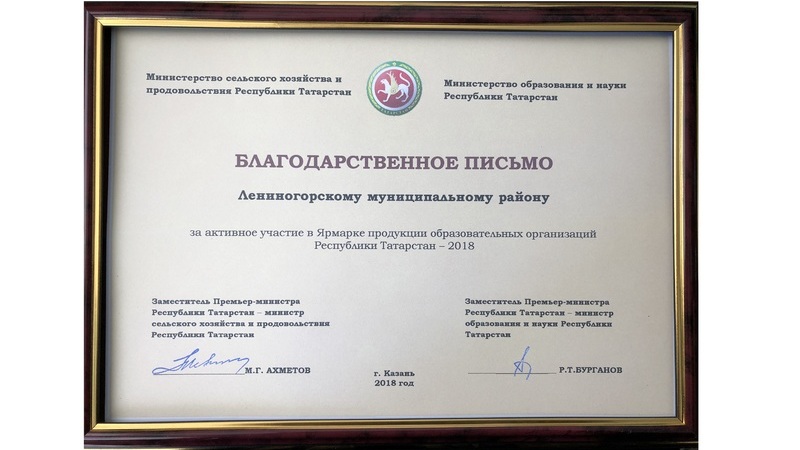 Министерство сельского хозяйства и
продовольствия Республики Татарстан
Министерство образования и науки
Республики Татарстан
БЛАГОДАРСТВЕННОЕ ПИСЬМО
Лениногорскому муниципальному району
за активное участие в Ярмарке продукции образовательных организаций
Республики Татарстан – 2018
Заместитель Премьер-министра
Республики Татарстан – министр
сельского хозяйства и продовольствия
Республики Татарстан
М.Г. АХМЕТОВ
г. Казань
2018 год
Заместитель Премьер-министра
Республики Татарстан – министр
образования и науки Республики
Татарстан
Р.Т.БУРГАНОВ